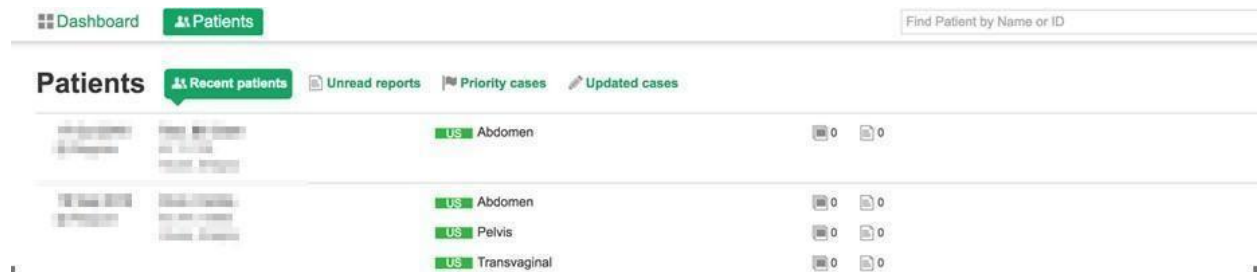 Dashboard Patients Find Patient by Name or ID
Patients Recent patients Unread reports Priority cases Updated cases
US Abdomen 0 0
US Abdomen 0 0
US Pelvis 0 0
US Transvaginal 0 0